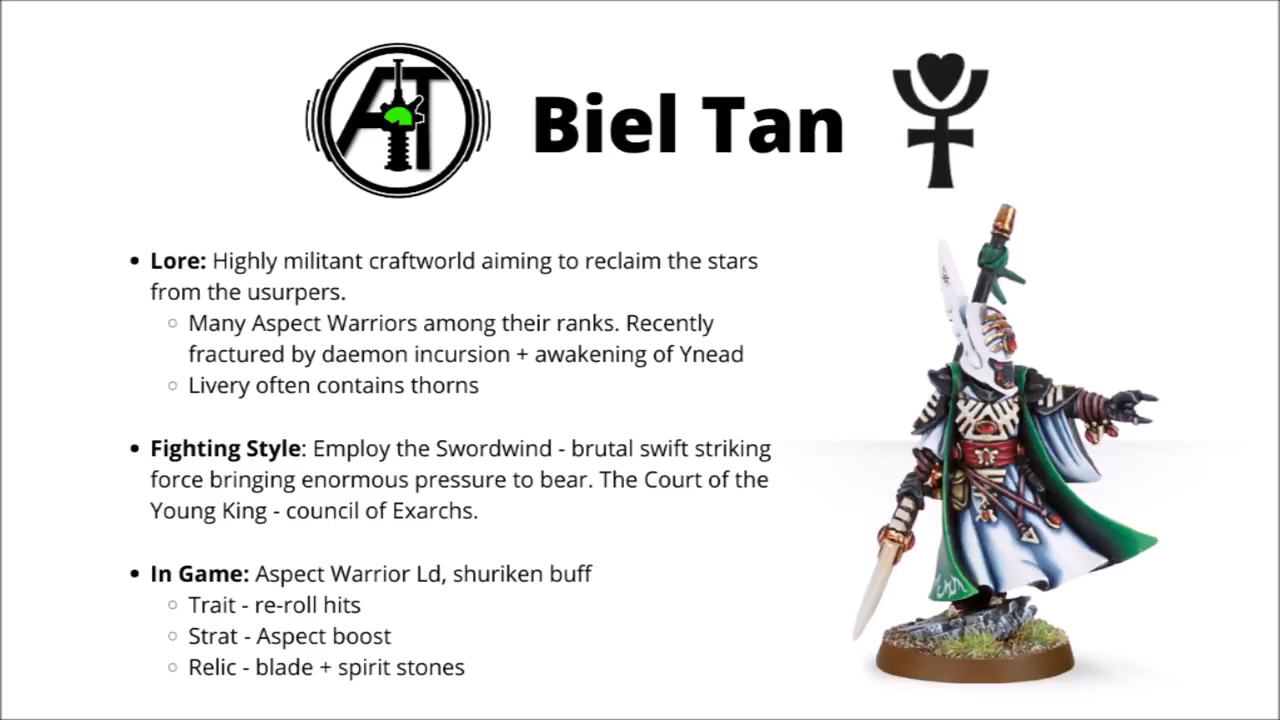 AT
Biel Tan
• Lore: Highly militant craftworld aiming to reclaim the stars
from the usurpers.
○ Many Aspect Warriors among their ranks. Recently
fractured by daemon incursion + awakening of Ynead
○ Livery often contains thorns
• Fighting Style: Employ the Swordwind - brutal swift striking
force bringing enormous pressure to bear. The Court of the
Young King - council of Exarchs.
• In Game: Aspect Warrior Ld, shuriken buff
○ Trait - re-roll hits
○ Strat - Aspect boost
○ Relic - blade + spirit stones